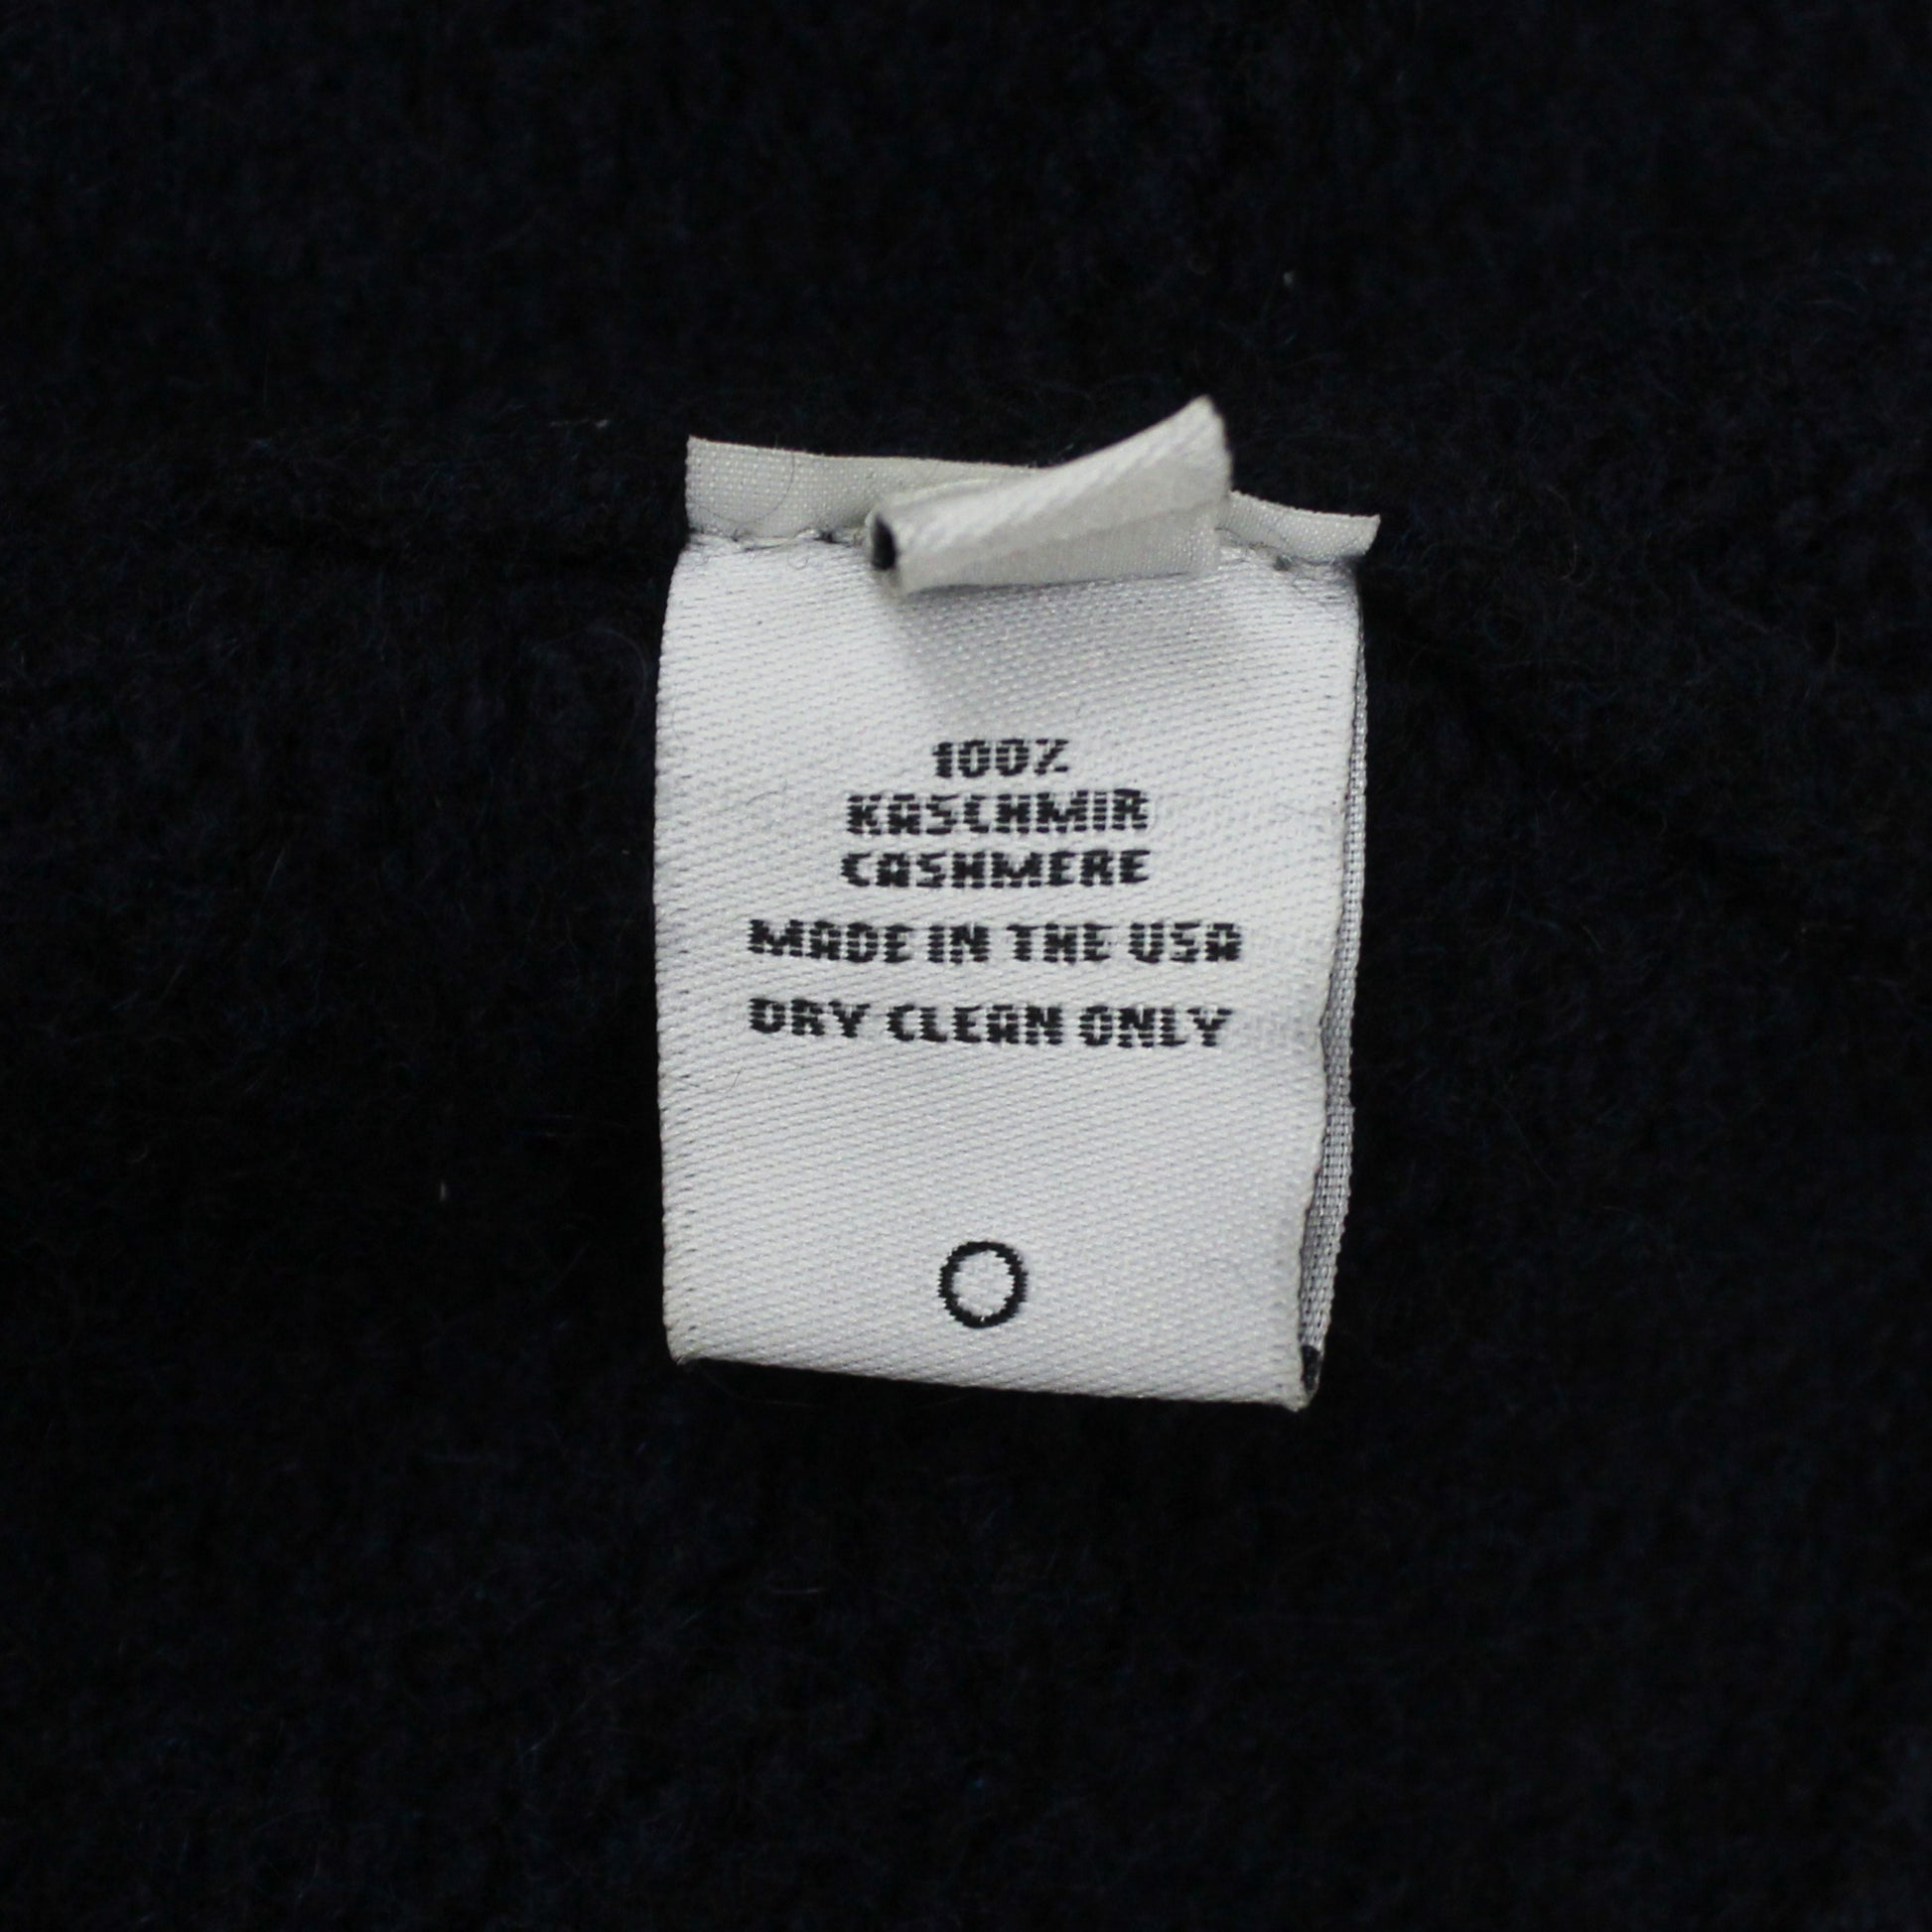 100%
KASCHMIR
CASHMERE
MADE IN THE USA
DRY CLEAN ONLY